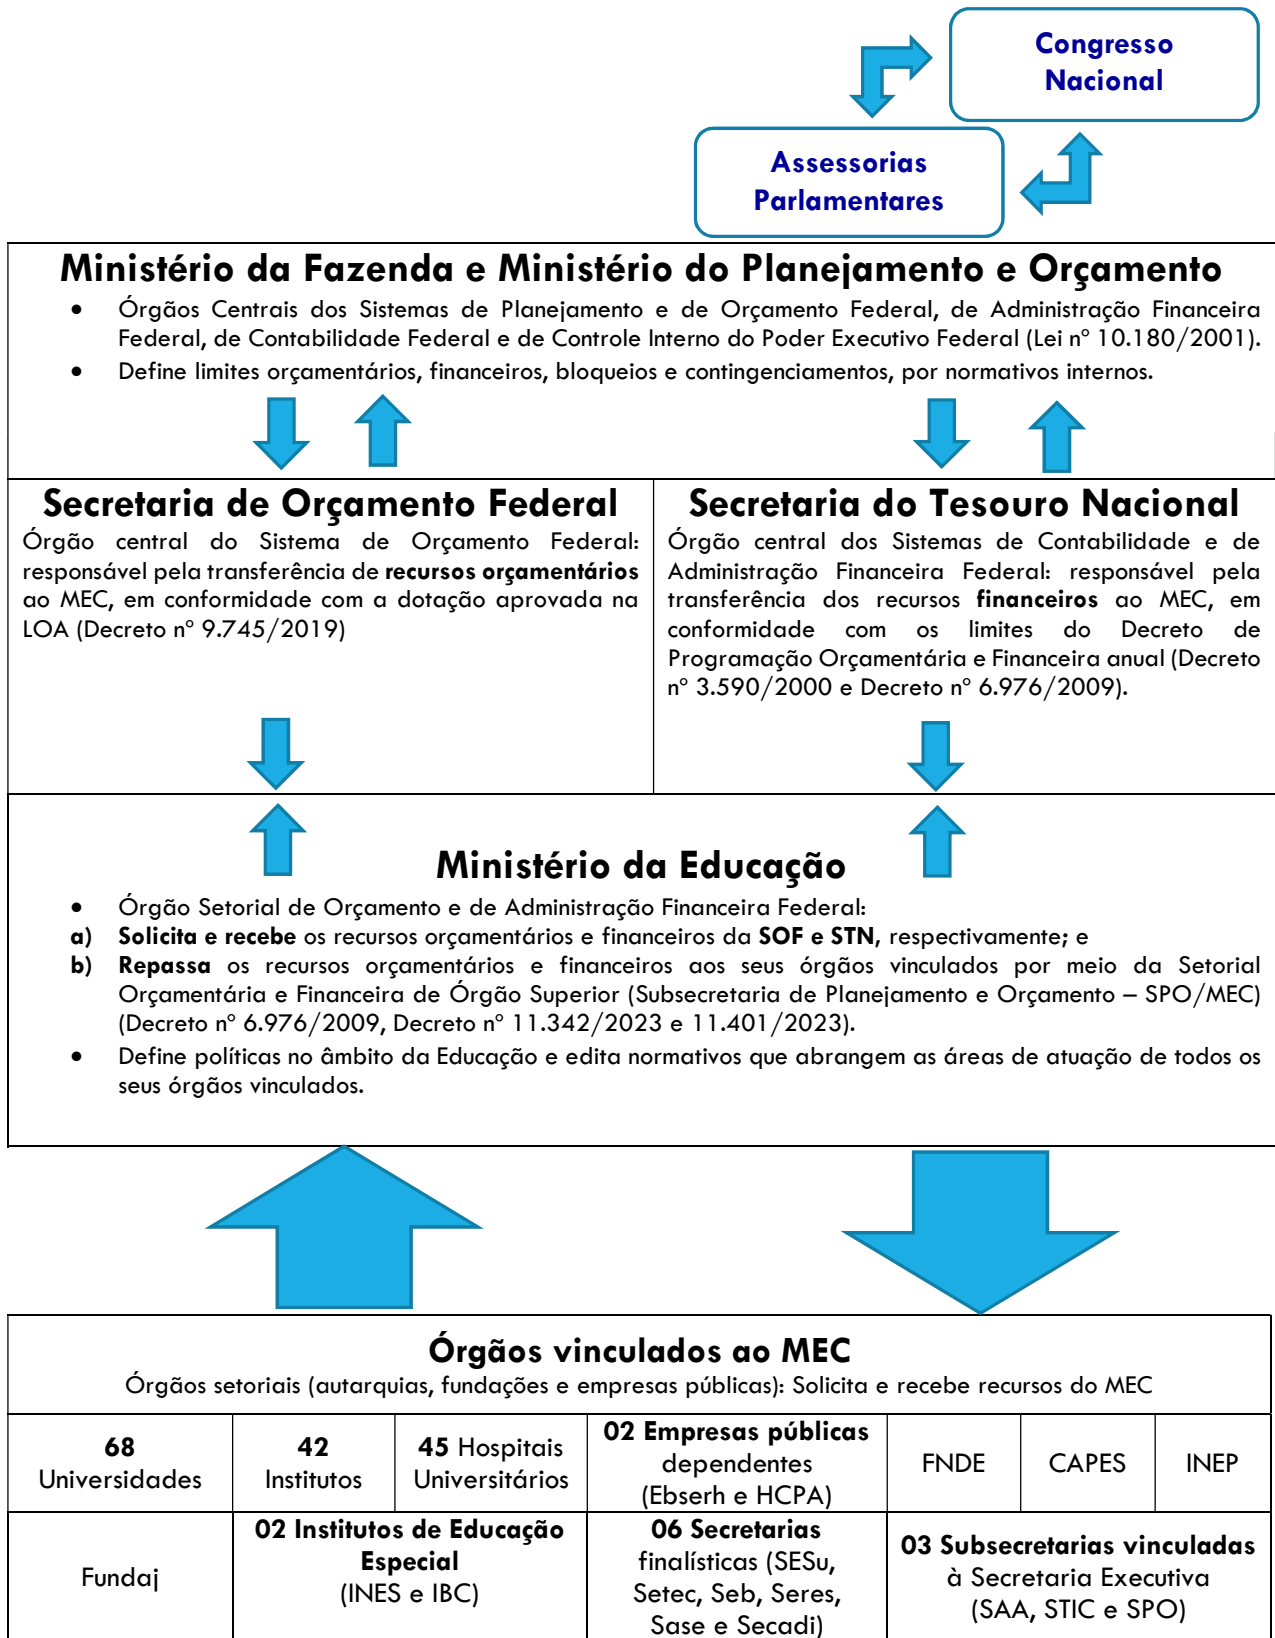 Congresso
Nacional
Assessorias
Parlamentares
Ministério da Fazenda e Ministério do Planejamento e Orçamento
• Órgãos Centrais dos Sistemas de Planejamento e de Orçamento Federal, de Administração Financeira
Federal, de Contabilidade Federal e de Controle Interno do Poder Executivo Federal (Lei nº 10.180/2001).
• Define limites orçamentários, financeiros, bloqueios e contingenciamentos, por normativos internos.
Secretaria de Orçamento Federal
Órgão central do Sistema de Orçamento Federal:
responsável pela transferência de recursos orçamentários
ao MEC, em conformidade com a dotação aprovada na
LOA (Decreto nº 9.745/2019)
Secretaria do Tesouro Nacional
Órgão central dos Sistemas de Contabilidade e de
Administração Financeira Federal: responsável pela
transferência dos recursos financeiros ao MEC, em
conformidade com os limites do Decreto de
Programação Orçamentária e Financeira anual (Decreto
nº 3.590/2000 e Decreto nº 6.976/2009).
Ministério da Educação
• Órgão Setorial de Orçamento e de Administração Financeira Federal:
a) Solicita e recebe os recursos orçamentários e financeiros da SOF e STN, respectivamente; e
b) Repassa os recursos orçamentários e financeiros aos seus órgãos vinculados por meio da Setorial
Orçamentária e Financeira de Órgão Superior (Subsecretaria de Planejamento e Orçamento – SPO/MEC)
(Decreto nº 6.976/2009, Decreto nº 11.342/2023 e 11.401/2023).
• Define políticas no âmbito da Educação e edita normativos que abrangem as áreas de atuação de todos os
seus órgãos vinculados.
Órgãos vinculados ao MEC
Órgãos setoriais (autarquias, fundações e empresas públicas): Solicita e recebe recursos do MEC
68
Universidades
42
Institutos
45 Hospitais
Universitários
02 Empresas públicas
dependentes
(Ebserh e HCPA)
FNDE
CAPES
INEP
Fundaj
02 Institutos de Educação
Especial
(INES e IBC)
06 Secretarias
finalísticas (SESu,
Setec, Seb, Seres,
Sase e Secadi)
03 Subsecretarias vinculadas
à Secretaria Executiva
(SAA, STIC e SPO)